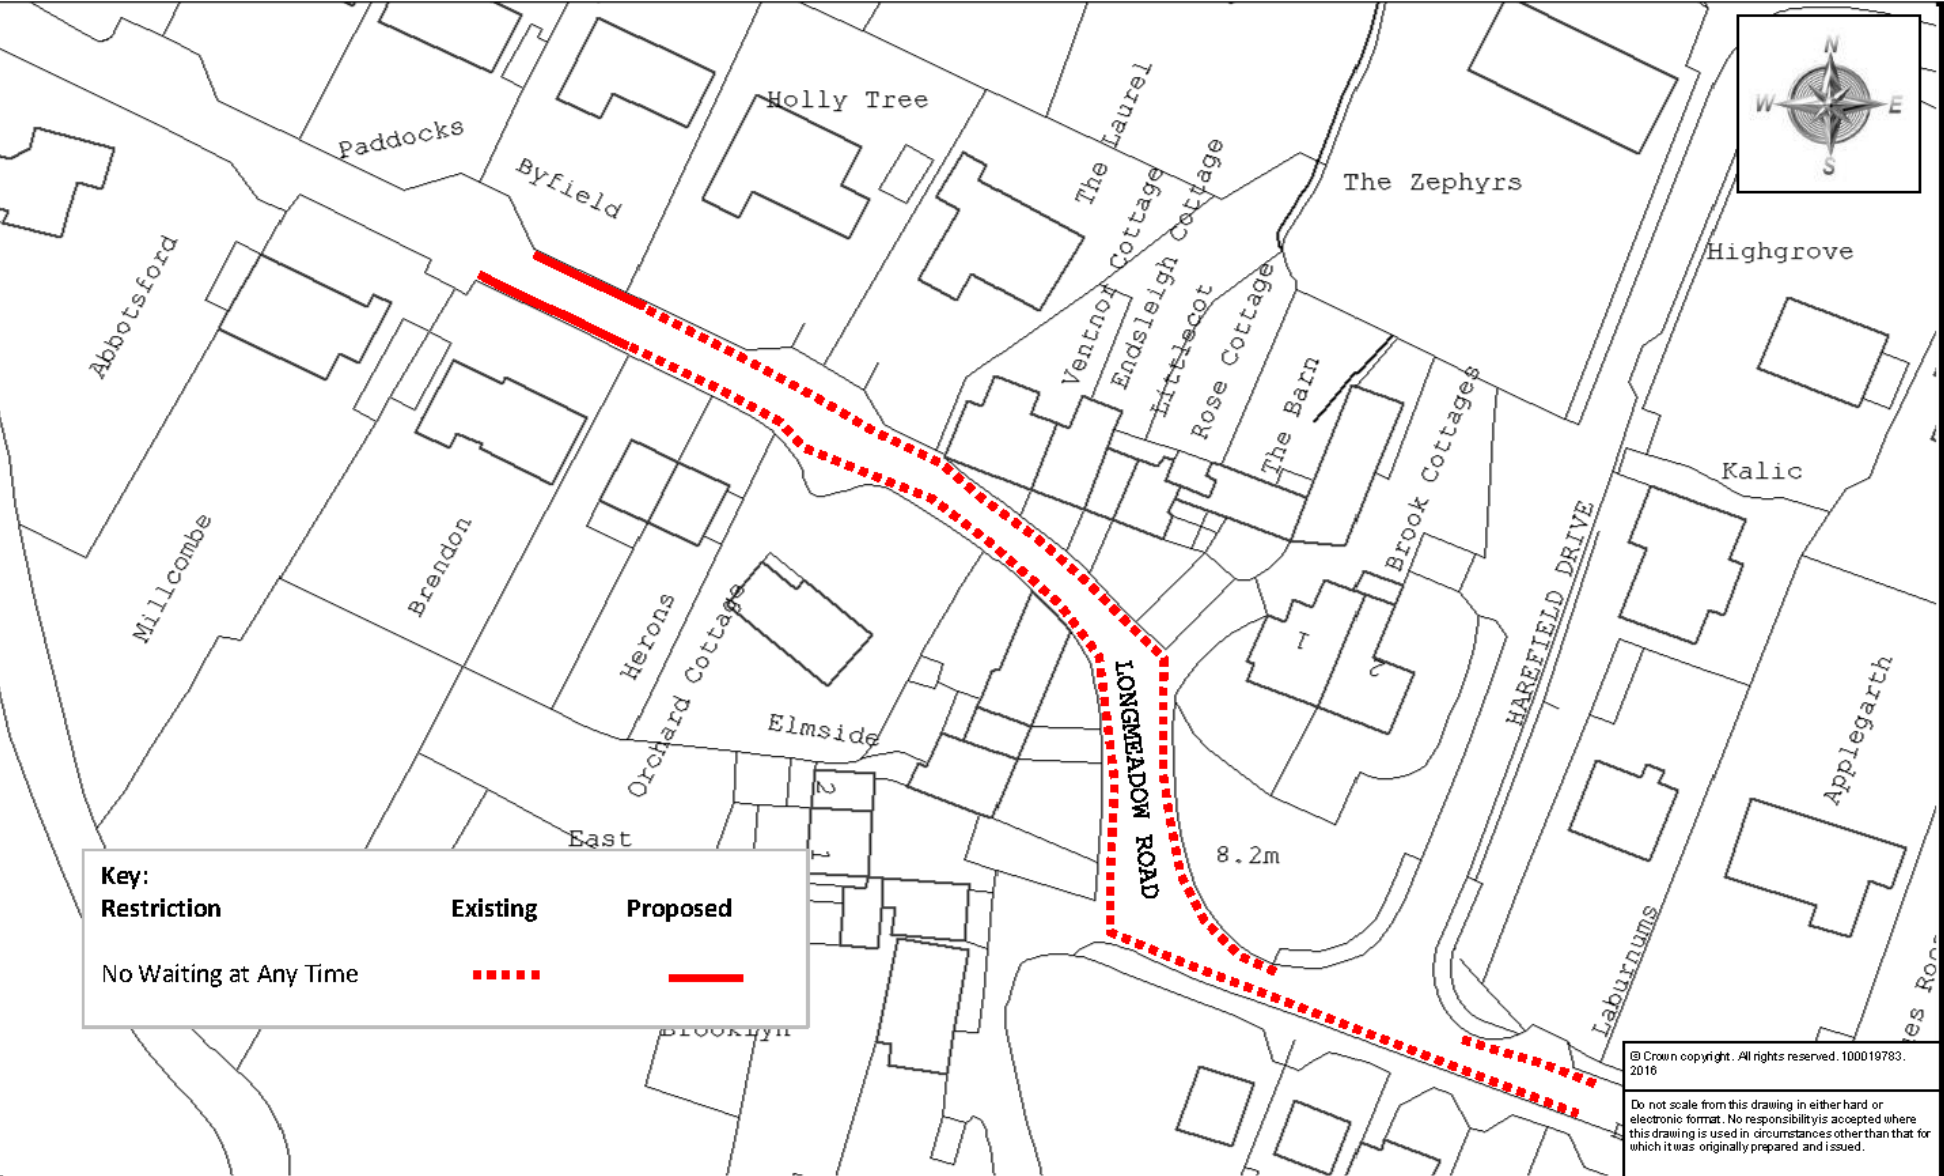 N
W E
S
Holly Tree
Paddocks
Byfield
The Laurel
Ventnor Cottage
Endsleigh Cottage
Littlecot
Rose Cottage
The Barn
The Zephyrs
Highgrove
Abbotsford
Brook Cottages
Kalic
HAREFIELD DRIVE
Millcombe
Brendon
Herons
Orchard Cottage
Elmside
1
2
LONGMEADOW ROAD
Applegarth
8.2m
2
1
East
Laburnums
Brooklyn
Key:
Restriction Existing Proposed
No Waiting at Any Time
© Crown copyright. All rights reserved. 100019783.
2016
Do not scale from this drawing in either hard or
electronic format. No responsibility is accepted where
this drawing is used in circumstances other than that for
which it was originally prepared and issued.